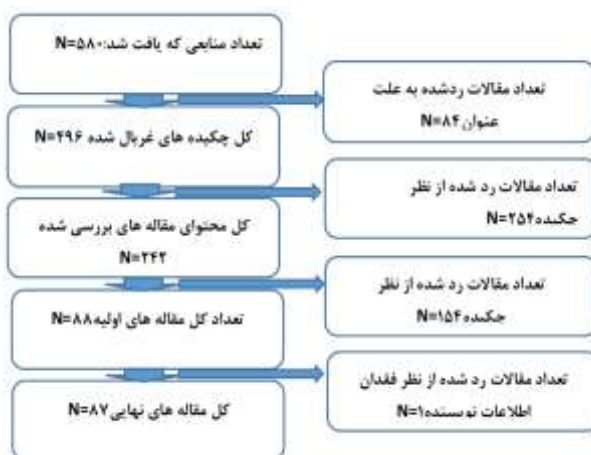 تعداد منابعی که یافت شد:N=۵۸۰
تعداد مقالات ردشده به علت
عنوان N=۸۴
کل چکیده های غربال شده N=۴۹۶
تعداد مقالات رد شده از نظر
چکیده N=۲۵۴
کل محتوای مقاله های بررسی شده
N=۲۴۲
تعداد مقالات رد شده از نظر
چکیده N=۱۵۴
تعداد کل مقاله های اولیه N=۸۸
تعداد مقالات رد شده از نظر فقدان
اطلاعات نویسنده N=۱
کل مقاله های نهایی N=۸۷